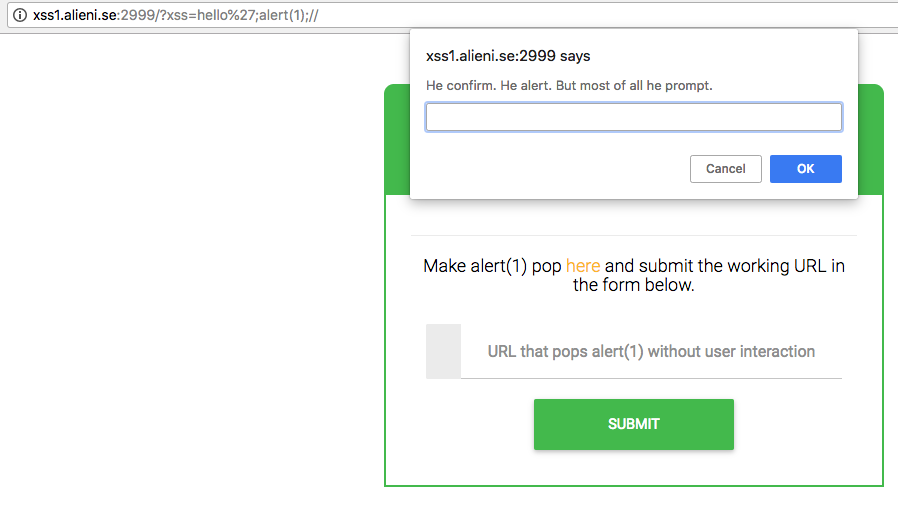 xss1.alieni.se:2999/?xss=hello%27;alert(1);//
xss1.alieni.se:2999 says
He confirm. He alert. But most of all he prompt.
Cancel
OK
Make alert(1) pop here and submit the working URL in
the form below.
URL that pops alert(1) without user interaction
SUBMIT